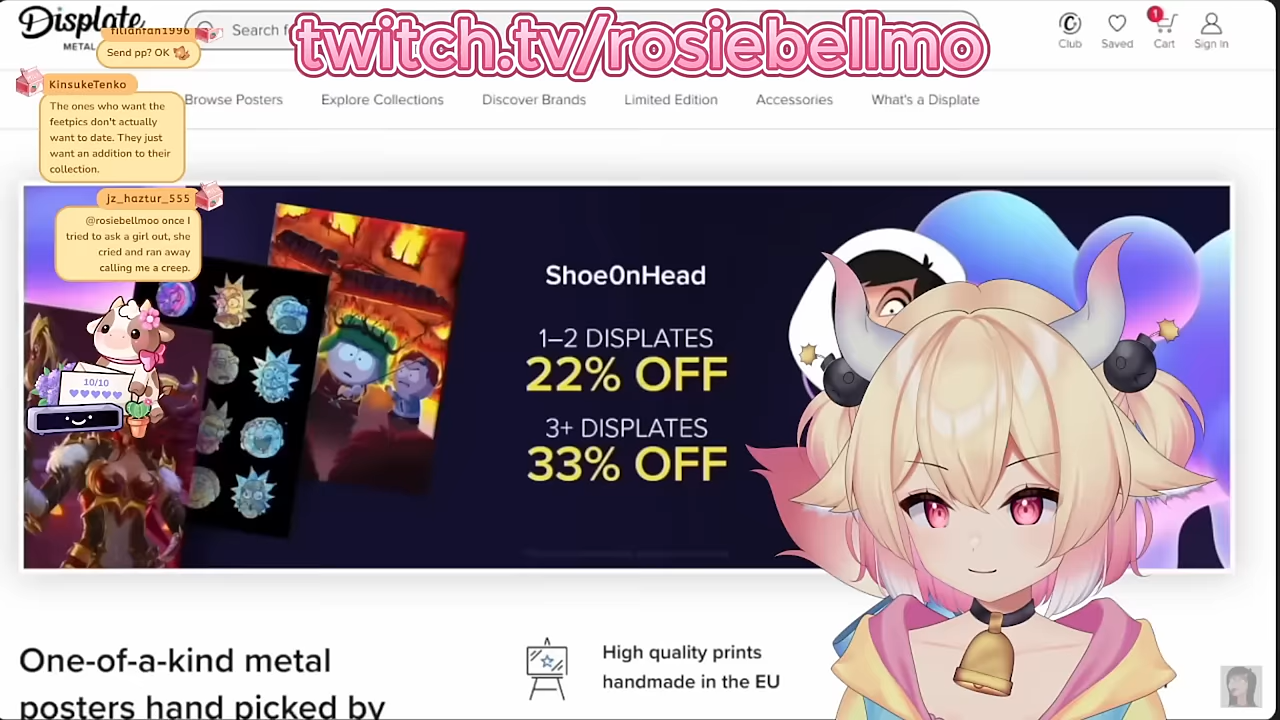 Displate
METAL
Search f
twitch.tv/rosiebellmo
1
Club
Saved
Cart
Sign In
filianfan1996
Send pp? OK
KinsukeTenko
The ones who want the
feetpics don't actually
want to date. They just
want an addition to their
collection.
jz_haztur_555
@rosiebellmoo once I
tried to ask a girl out, she
cried and ran away
calling me a creep.
Browse Posters
Explore Collections
Discover Brands
Limited Edition
Accessories
What's a Displate
10/10
Shoe0nHead
1–2 DISPLATES
22% OFF
3+ DISPLATES
33% OFF
One-of-a-kind metal
posters hand picked by
High quality prints
handmade in the EU